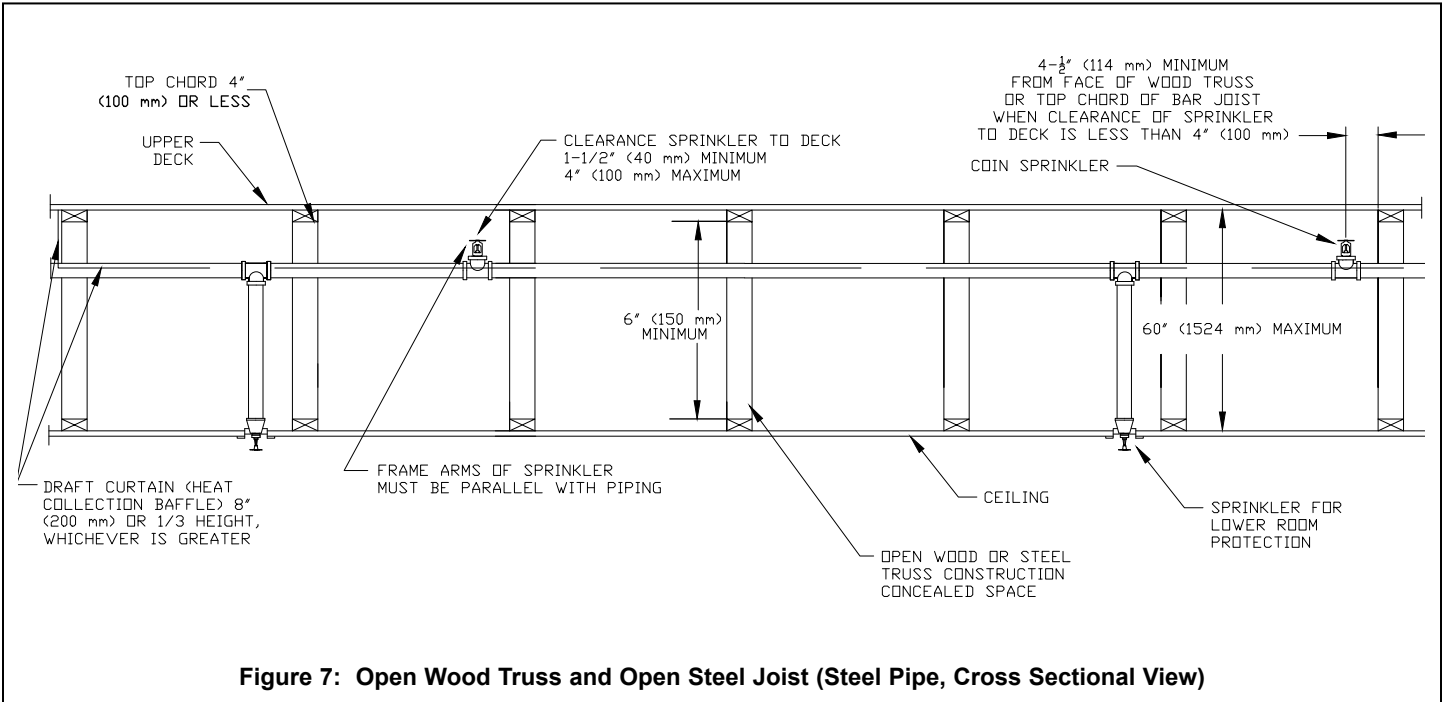 TOP CHORD 4"
(100 mm) OR LESS
UPPER
DECK
CLEARANCE SPRINKLER TO DECK
1-1/2" (40 mm) MINIMUM
4" (100 mm) MAXIMUM
4-1/2" (114 mm) MINIMUM
FROM FACE OF WOOD TRUSS
OR TOP CHORD OF BAR JOIST
WHEN CLEARANCE OF SPRINKLER
TO DECK IS LESS THAN 4" (100 mm)
COIN SPRINKLER
6" (150 mm)
MINIMUM
60" (1524 mm) MAXIMUM
DRAFT CURTAIN (HEAT
COLLECTION BAFFLE) 8"
(200 mm) OR 1/3 HEIGHT,
WHICHEVER IS GREATER
FRAME ARMS OF SPRINKLER
MUST BE PARALLEL WITH PIPING
CEILING
OPEN WOOD OR STEEL
TRUSS CONSTRUCTION
CONCEALED SPACE
SPRINKLER FOR
LOWER ROOM
PROTECTION
Figure 7: Open Wood Truss and Open Steel Joist (Steel Pipe, Cross Sectional View)